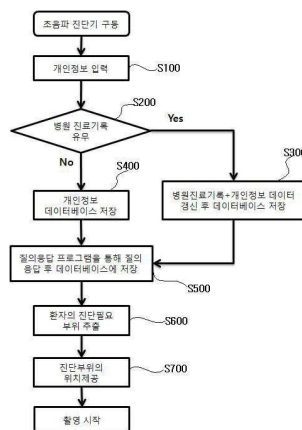 초음파 진단기 구동
개인정보 입력
S100
병원 진료기록
유무
S200
Yes
No
S300
병원진료기록+개인정보 데이터
갱신 후 데이터베이스 저장
S400
개인정보
데이터베이스 저장
질의응답 프로그램을 통해 질의
응답 후 데이터베이스에 저장
S500
환자의 진단필요
부위 추출
S600
진단부위의
위치제공
S700
촬영 시작